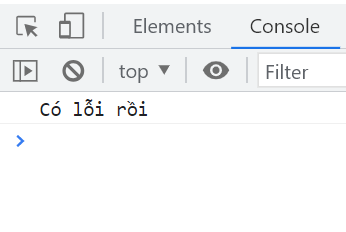 Elements Console
top Filter
Có lỗi rồi